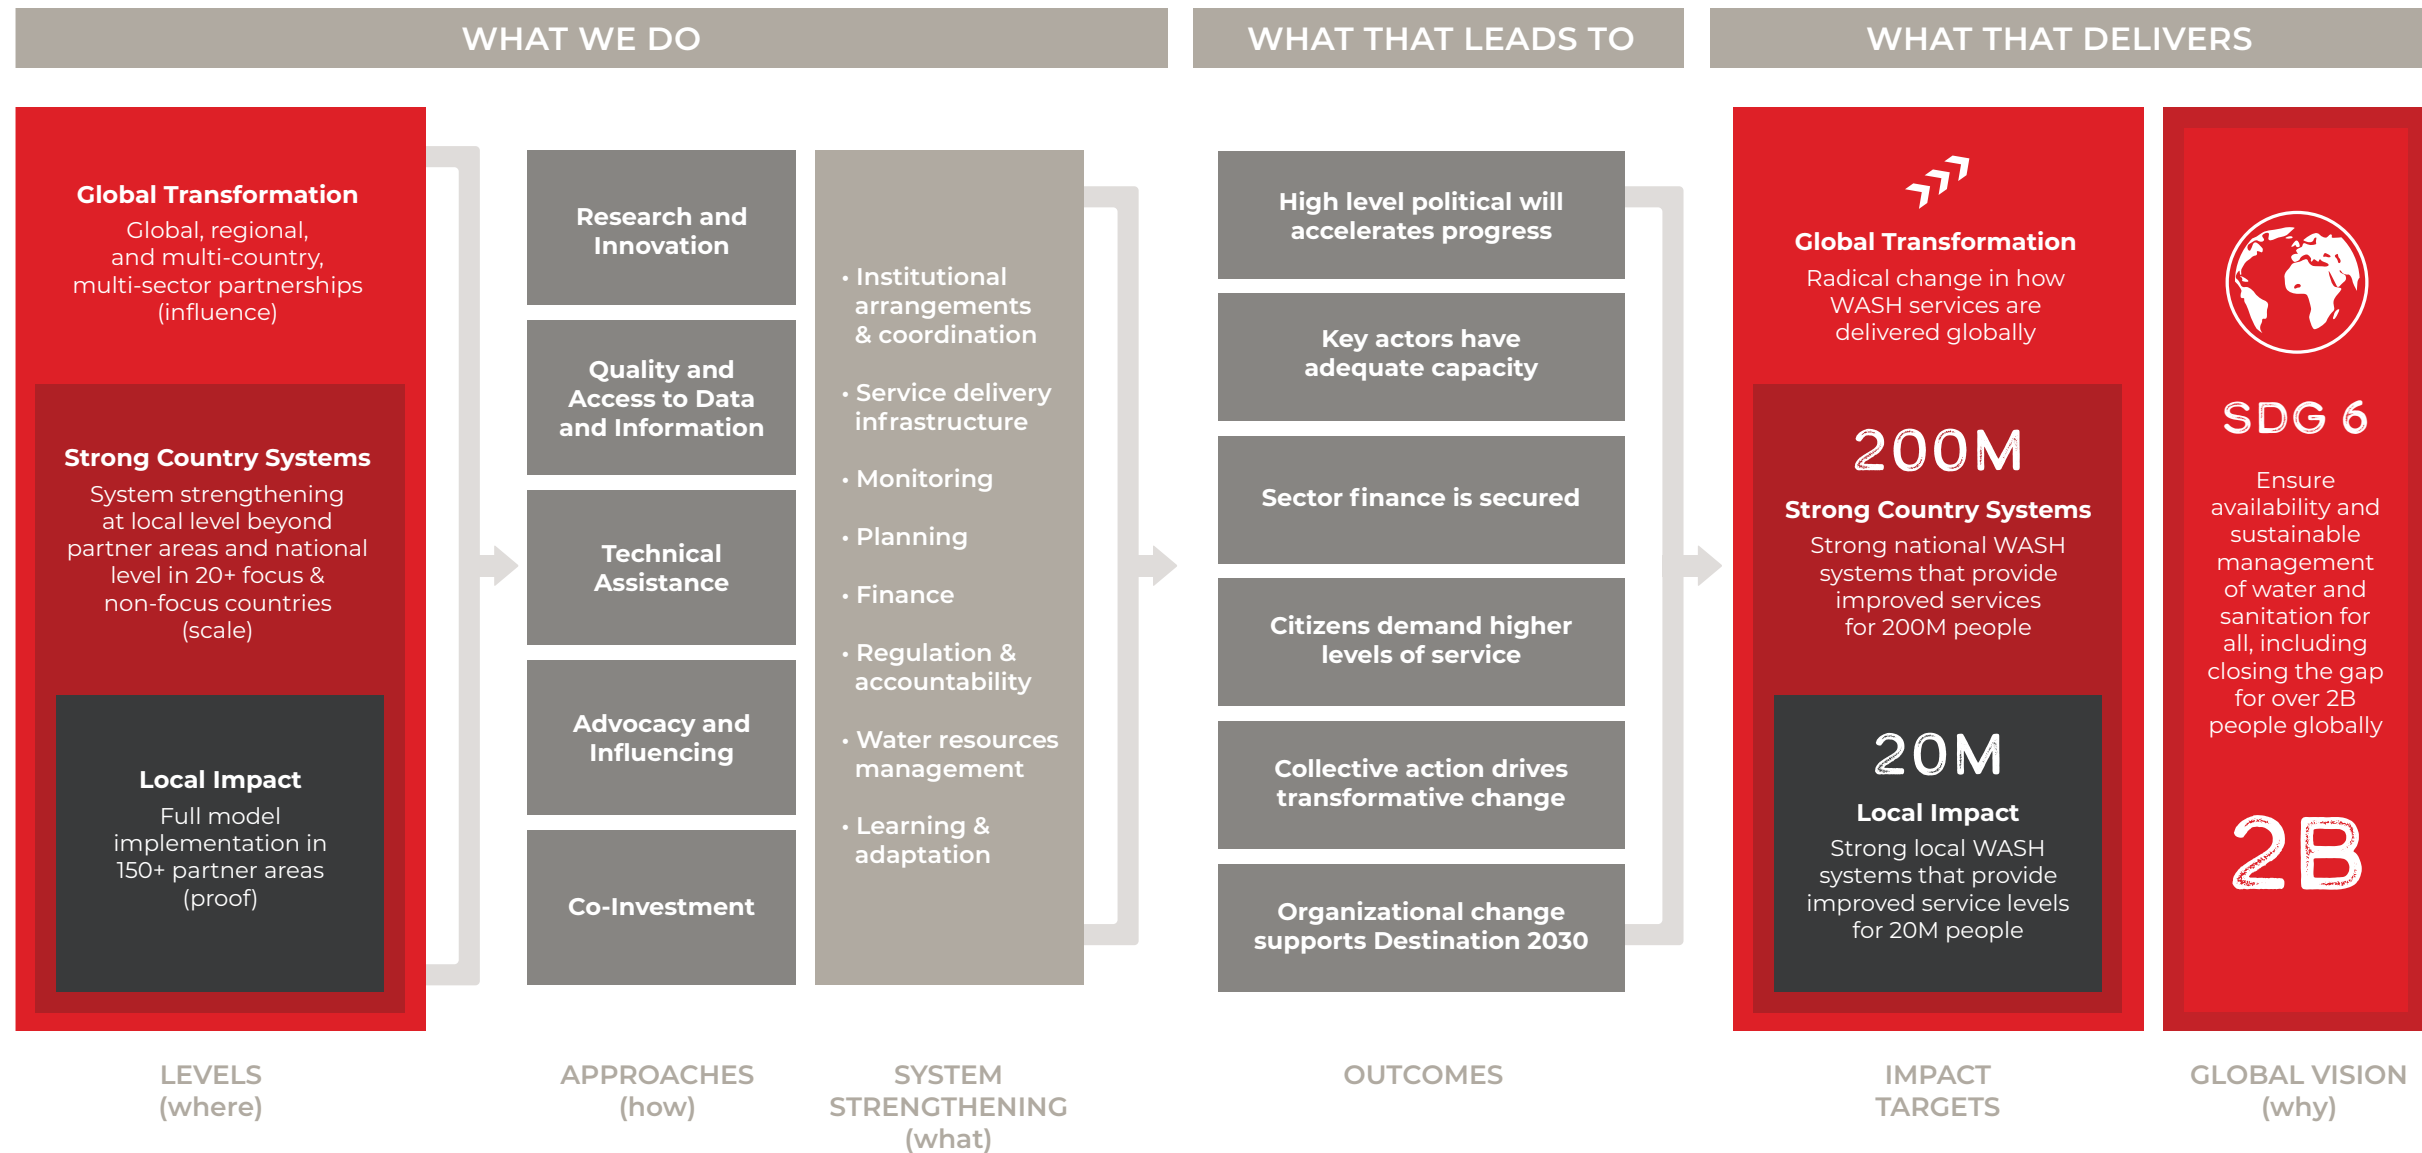 WHAT WE DO
WHAT THAT LEADS TO
WHAT THAT DELIVERS
Global Transformation
Global, regional,
and multi-country,
multi-sector partnerships
(influence)
Strong Country Systems
System strengthening
at local level beyond
partner areas and national
level in 20+ focus &
non-focus countries
(scale)
Local Impact
Full model
implementation in
150+ partner areas
(proof)
LEVELS
(where)
Research and
Innovation
Quality and
Access to Data
and Information
Technical
Assistance
Advocacy and
Influencing
Co-Investment
APPROACHES
(how)
• Institutional
arrangements
& coordination
• Service delivery
infrastructure
• Monitoring
• Planning
• Finance
• Regulation &
accountability
• Water resources
management
• Learning &
adaptation
SYSTEM
STRENGTHENING
(what)
High level political will
accelerates progress
Key actors have
adequate capacity
Sector finance is secured
Citizens demand higher
levels of service
Collective action drives
transformative change
Organizational change
supports Destination 2030
OUTCOMES
Global Transformation
Radical change in how
WASH services are
delivered globally
200M
Strong Country Systems
Strong national WASH
systems that provide
improved services
for 200M people
20M
Local Impact
Strong local WASH
systems that provide
improved service levels
for 20M people
IMPACT
TARGETS
SDG 6
Ensure
availability and
sustainable
management
of water and
sanitation for
all, including
closing the gap
for over 2B
people globally
2B
GLOBAL VISION
(why)